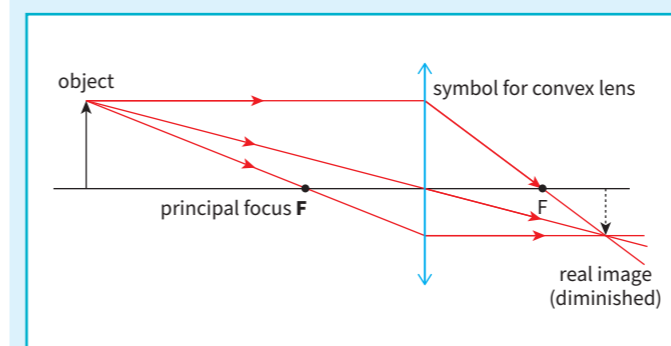 object
symbol for convex lens
principal focus F
F
real image
(diminished)